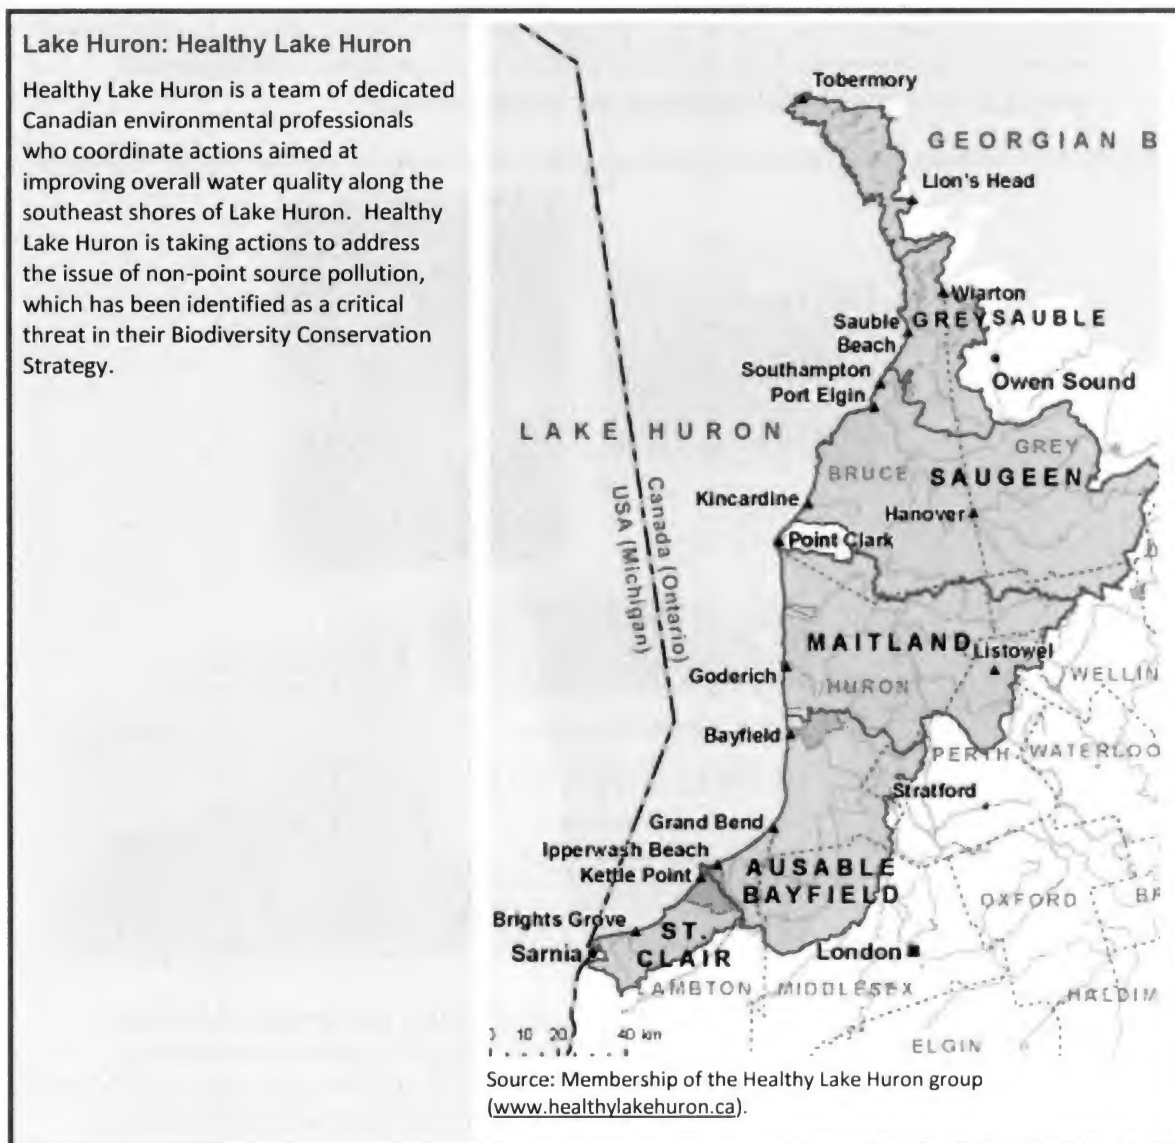 Lake Huron: Healthy Lake Huron
Healthy Lake Huron is a team of dedicated
Canadian environmental professionals
who coordinate actions aimed at
improving overall water quality along the
southeast shores of Lake Huron. Healthy
Lake Huron is taking actions to address
the issue of non-point source pollution,
which has been identified as a critical
threat in their Biodiversity Conservation
Strategy.
Tobermory
GEORGIAN B
Lion's Head
Wiarton
Sauble
Beach
GREY SAUBLE
Southampton
Port Elgin
Owen Sound
LAKE HURON
GREY
BRUCE
SAUGEEN
Kincardine
Hanover
Point Clark
Canada (Ontario)
USA (Michigan)
MAITLAND
Listowel
Goderich
HURON
WELLIN
Bayfield
PERTH
WATERLOO
Stratford
Grand Bend
Ipperwash Beach
Kettle Point
AUSABLE
BAYFIELD
OXFORD
BR
Brights Grove
ST.
CLAIR
Sarnia
London
LAMBTON
MIDDLESEX
HALDIM
0 10 20 40 km
ELGIN
Source: Membership of the Healthy Lake Huron group
(www.healthylakehuron.ca).